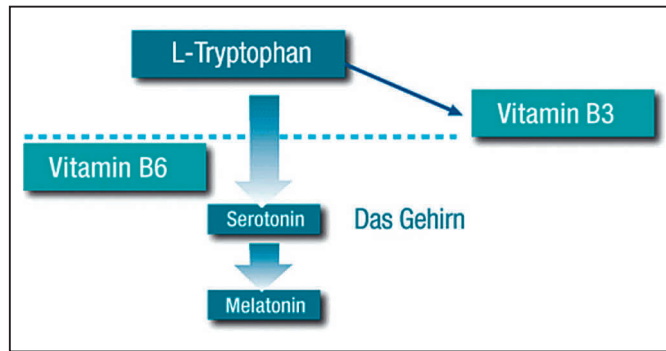 L-Tryptophan
Vitamin B3
Vitamin B6
Serotonin
Das Gehirn
Melatonin